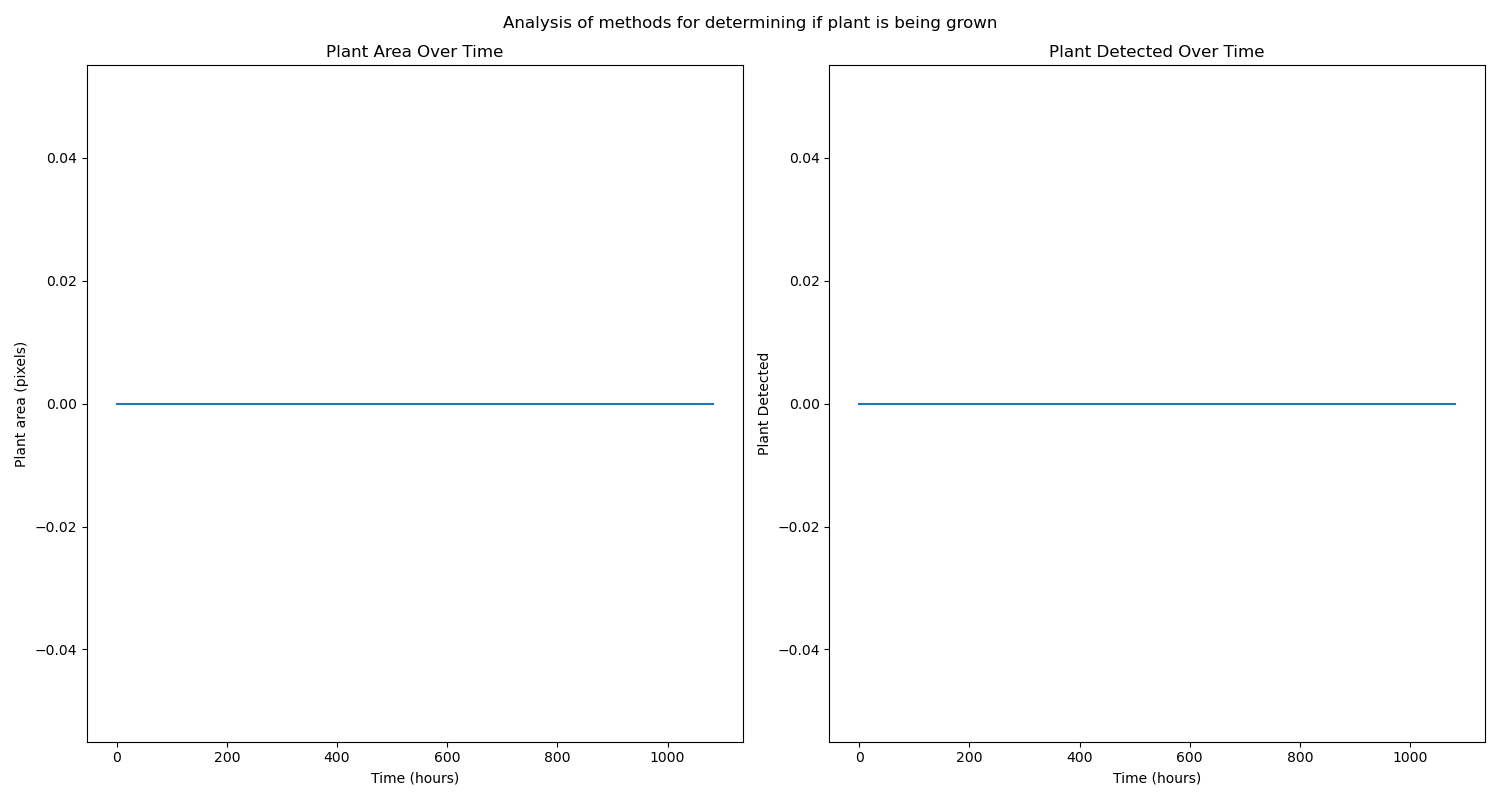 Analysis of methods for determining if plant is being grown
Plant Area Over Time
Plant area (pixels)
0.04
0.02
0.00
−0.02
−0.04
0 200 400 600 800 1000
Time (hours)
Plant Detected Over Time
Plant Detected
0.04
0.02
0.00
−0.02
−0.04
0 200 400 600 800 1000
Time (hours)